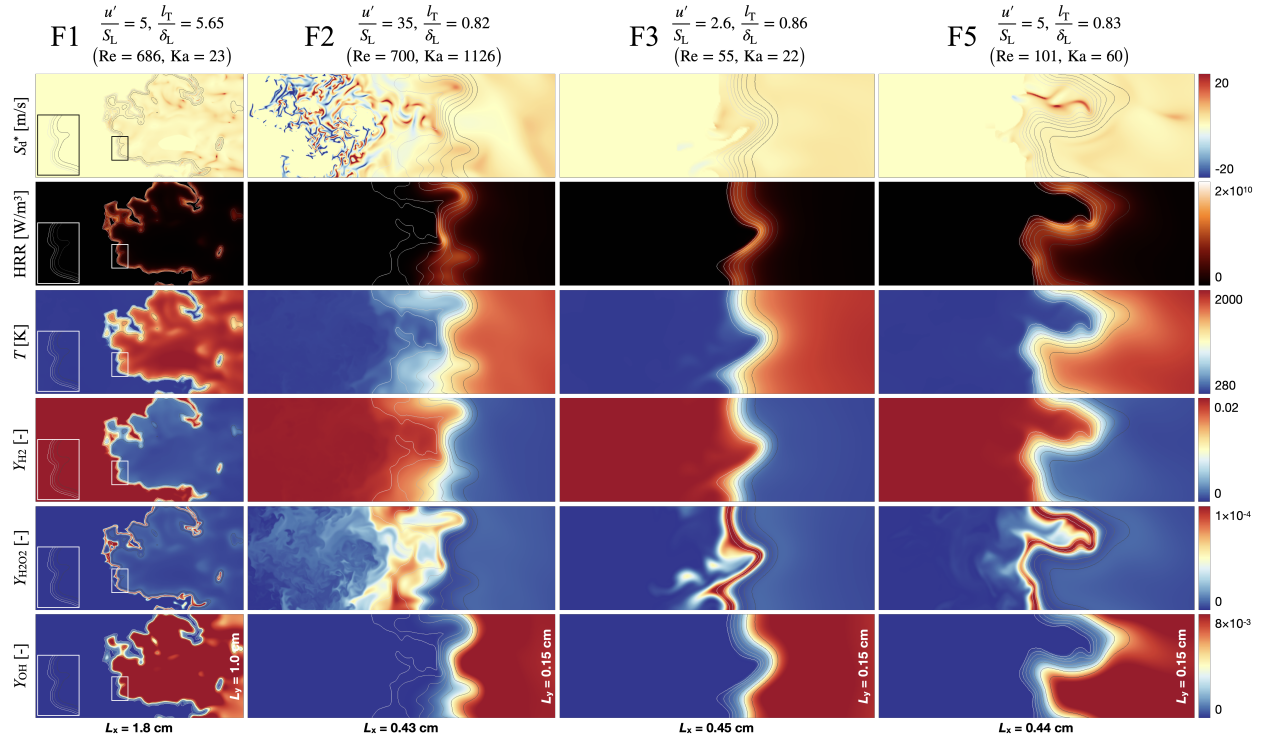 F1 u′/S_L = 5, l_T/δ_L = 5.65
(Re = 686, Ka = 23)
F2 u′/S_L = 35, l_T/δ_L = 0.82
(Re = 700, Ka = 1126)
F3 u′/S_L = 2.6, l_T/δ_L = 0.86
(Re = 55, Ka = 22)
F5 u′/S_L = 5, l_T/δ_L = 0.83
(Re = 101, Ka = 60)
S_d* [m/s]
20
-20
HRR [W/m³]
2×10¹⁰
0
T [K]
2000
280
Y_H2 [-]
0.02
0
Y_H2O2 [-]
1×10⁻⁴
0
Y_OH [-]
8×10⁻³
0
L_y = 1.0 cm
L_y = 0.15 cm
L_y = 0.15 cm
L_y = 0.15 cm
L_x = 1.8 cm
L_x = 0.43 cm
L_x = 0.45 cm
L_x = 0.44 cm